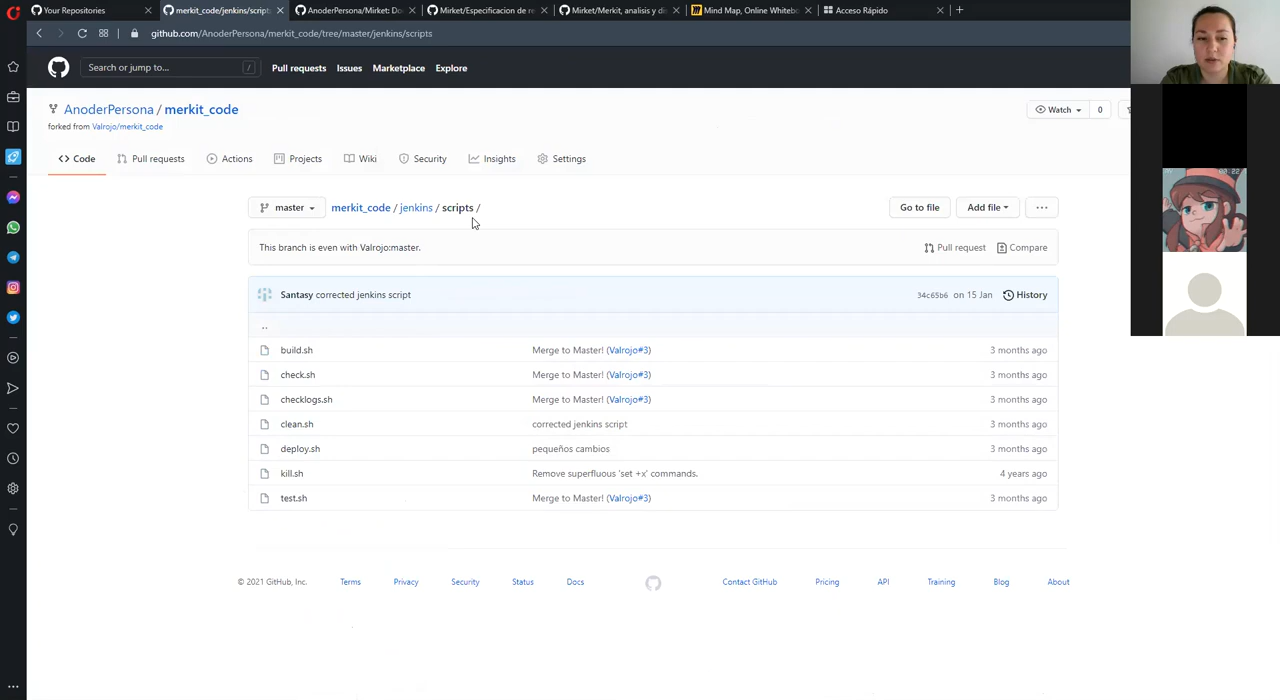 Your Repositories
merkit_code/jenkins/scripts
AnoderPersona/Mirket: Do
Mirket/Especificacion de re
Mirket/Merkit, analisis y di
Mind Map, Online Whitebo
Acceso Rápido
github.com/AnoderPersona/merkit_code/tree/master/jenkins/scripts
Search or jump to...
/
Pull requests
Issues
Marketplace
Explore
AnoderPersona / merkit_code
forked from Valrojo/merkit_code
Watch
0
Code
Pull requests
Actions
Projects
Wiki
Security
Insights
Settings
master
merkit_code / jenkins / scripts /
Go to file
Add file
...
This branch is even with Valrojo:master.
Pull request
Compare
Santasy corrected jenkins script
34c65b6 on 15 Jan
History
..
build.sh Merge to Master! (Valrojo#3) 3 months ago
check.sh Merge to Master! (Valrojo#3) 3 months ago
checklogs.sh Merge to Master! (Valrojo#3) 3 months ago
clean.sh corrected jenkins script 3 months ago
deploy.sh pequeños cambios 3 months ago
kill.sh Remove superfluous 'set +x' commands. 4 years ago
test.sh Merge to Master! (Valrojo#3) 3 months ago
© 2021 GitHub, Inc.
Terms
Privacy
Security
Status
Docs
Contact GitHub
Pricing
API
Training
Blog
About